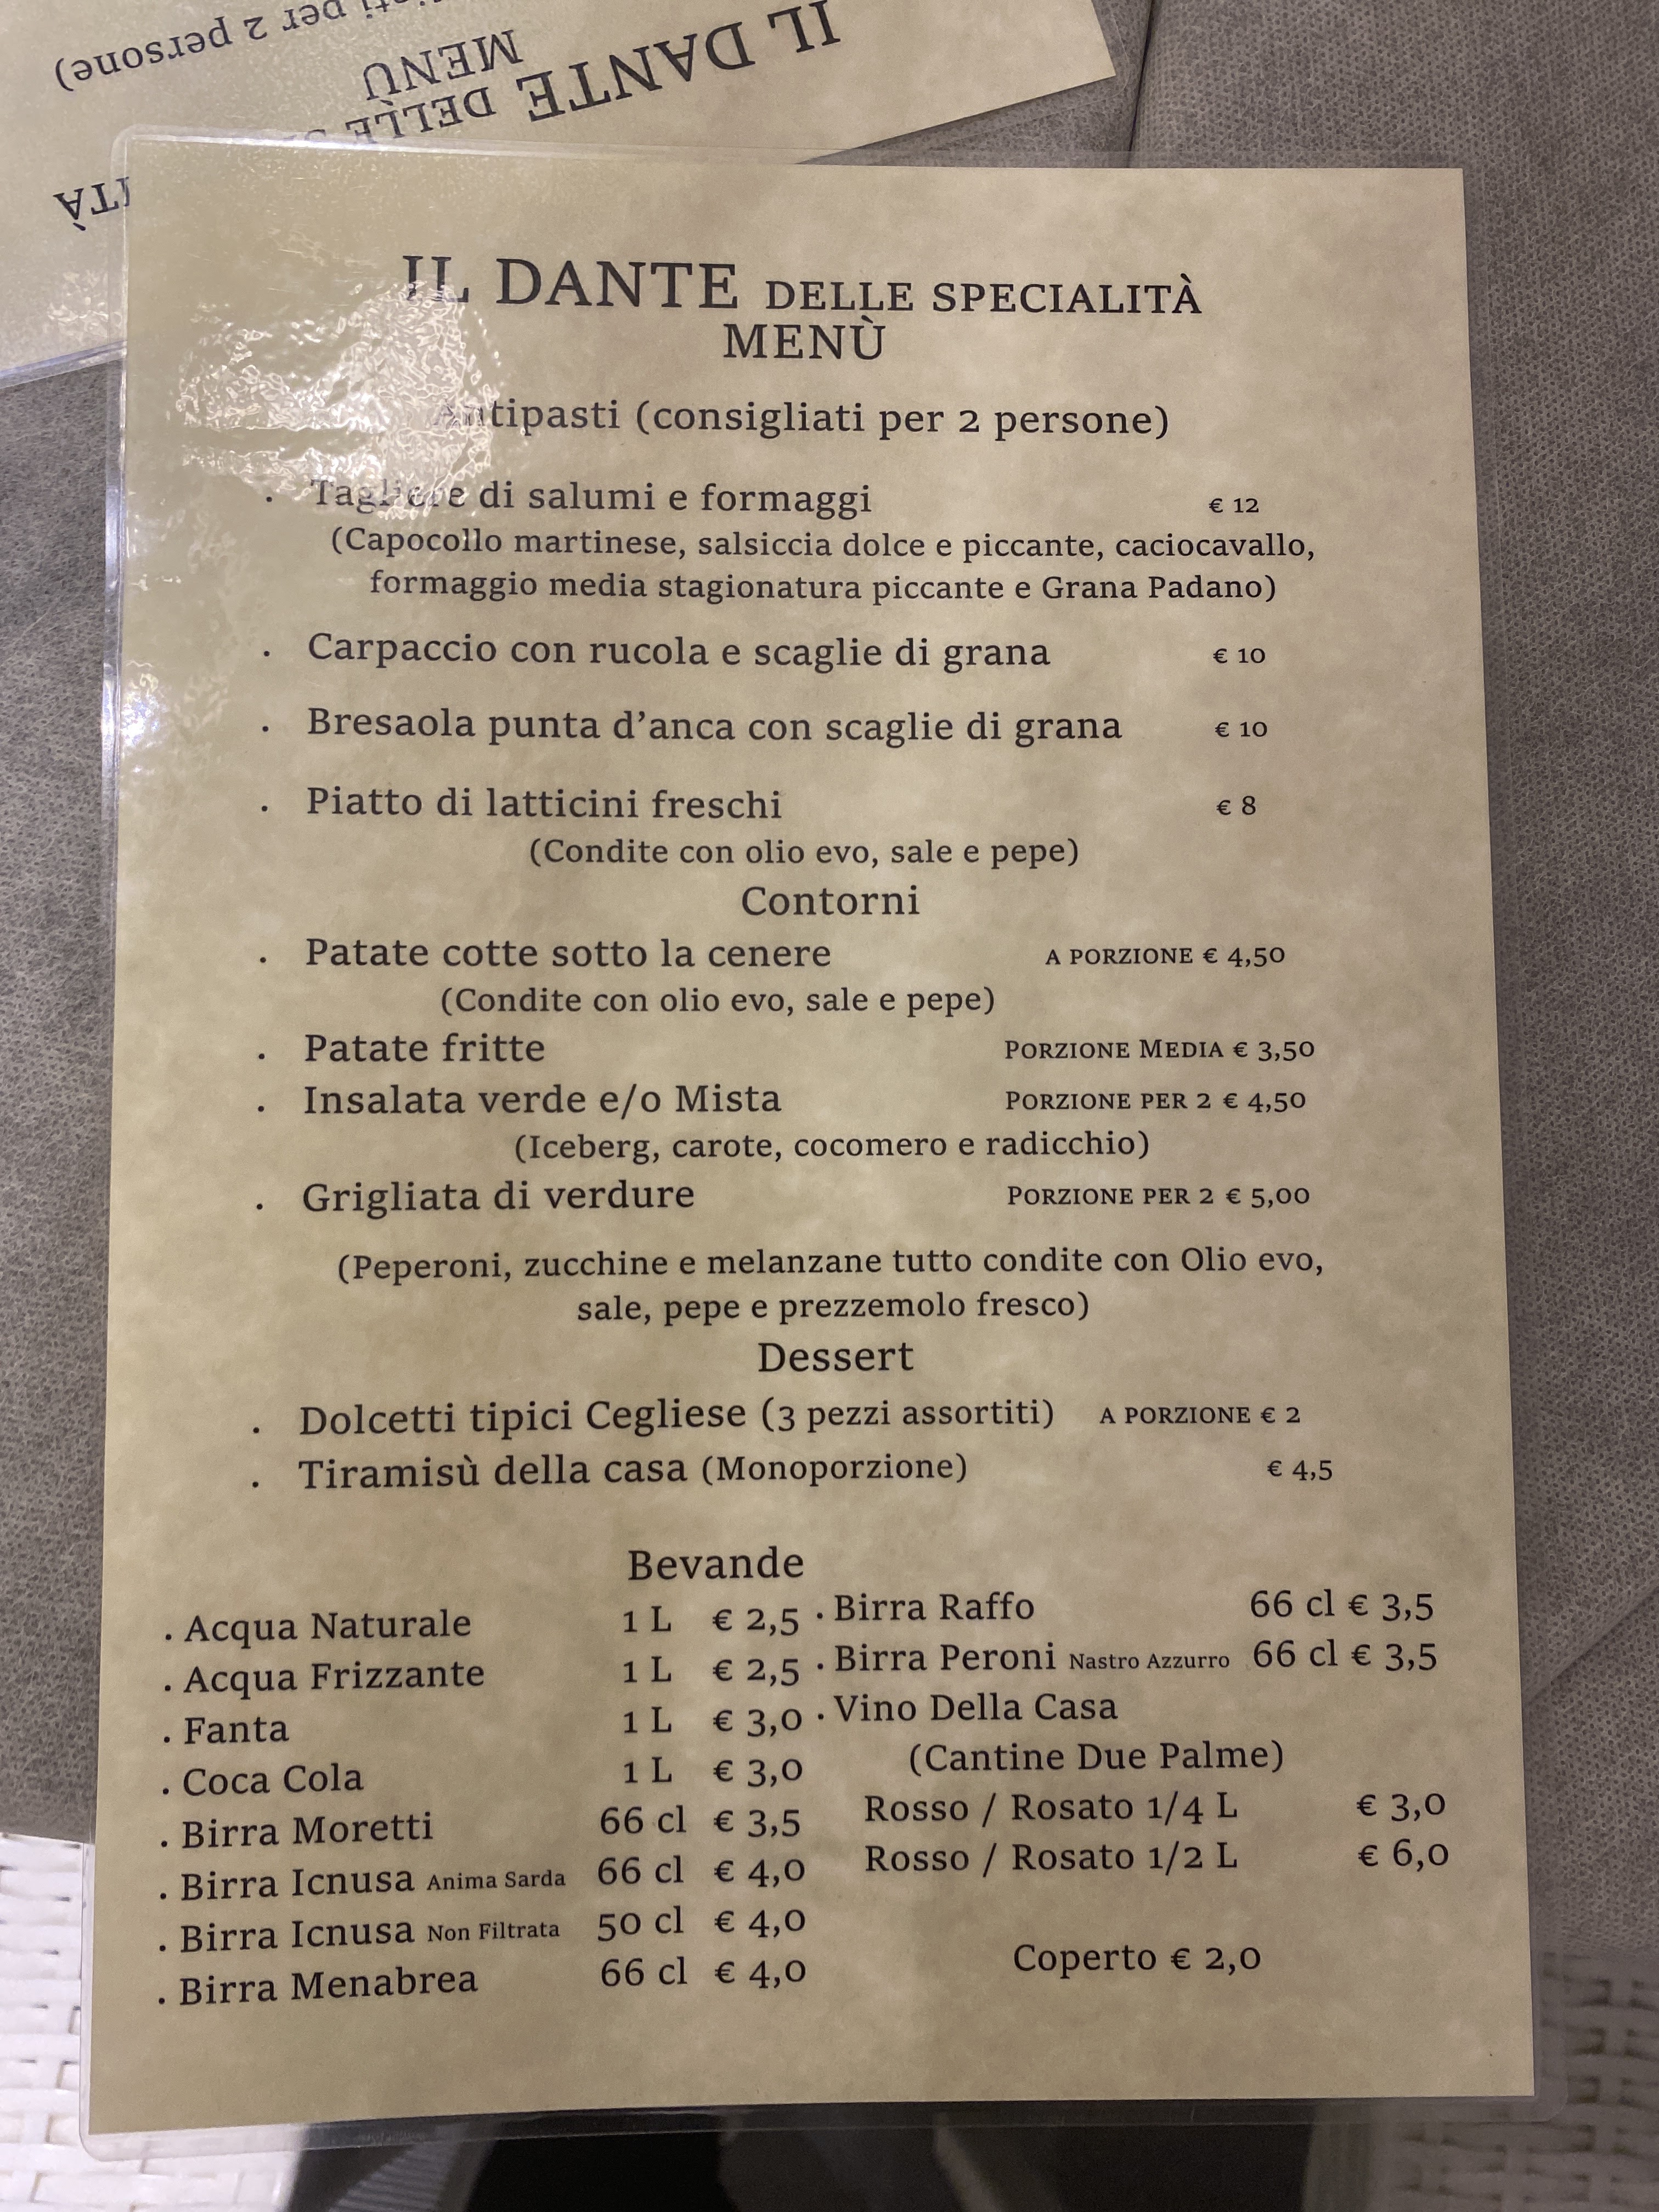 ieti per 2 persone)
MENÙ
IL DANTE DELLE
ITÀ
IL DANTE DELLE SPECIALITÀ
MENÙ
Antipasti (consigliati per 2 persone)
. Tagliere di salumi e formaggi € 12
(Capocollo martinese, salsiccia dolce e piccante, caciocavallo,
formaggio media stagionatura piccante e Grana Padano)
. Carpaccio con rucola e scaglie di grana € 10
. Bresaola punta d'anca con scaglie di grana € 10
. Piatto di latticini freschi € 8
(Condite con olio evo, sale e pepe)
Contorni
. Patate cotte sotto la cenere A PORZIONE € 4,50
(Condite con olio evo, sale e pepe)
. Patate fritte PORZIONE MEDIA € 3,50
. Insalata verde e/o Mista PORZIONE PER 2 € 4,50
(Iceberg, carote, cocomero e radicchio)
. Grigliata di verdure PORZIONE PER 2 € 5,00
(Peperoni, zucchine e melanzane tutto condite con Olio evo,
sale, pepe e prezzemolo fresco)
Dessert
. Dolcetti tipici Cegliese (3 pezzi assortiti) A PORZIONE € 2
. Tiramisù della casa (Monoporzione) € 4,5
Bevande
. Acqua Naturale 1 L € 2,5
. Acqua Frizzante 1 L € 2,5
. Fanta 1 L € 3,0
. Coca Cola 1 L € 3,0
. Birra Moretti 66 cl € 3,5
. Birra Icnusa Anima Sarda 66 cl € 4,0
. Birra Icnusa Non Filtrata 50 cl € 4,0
. Birra Menabrea 66 cl € 4,0
. Birra Raffo 66 cl € 3,5
. Birra Peroni Nastro Azzurro 66 cl € 3,5
. Vino Della Casa
(Cantine Due Palme)
Rosso / Rosato 1/4 L € 3,0
Rosso / Rosato 1/2 L € 6,0
Coperto € 2,0